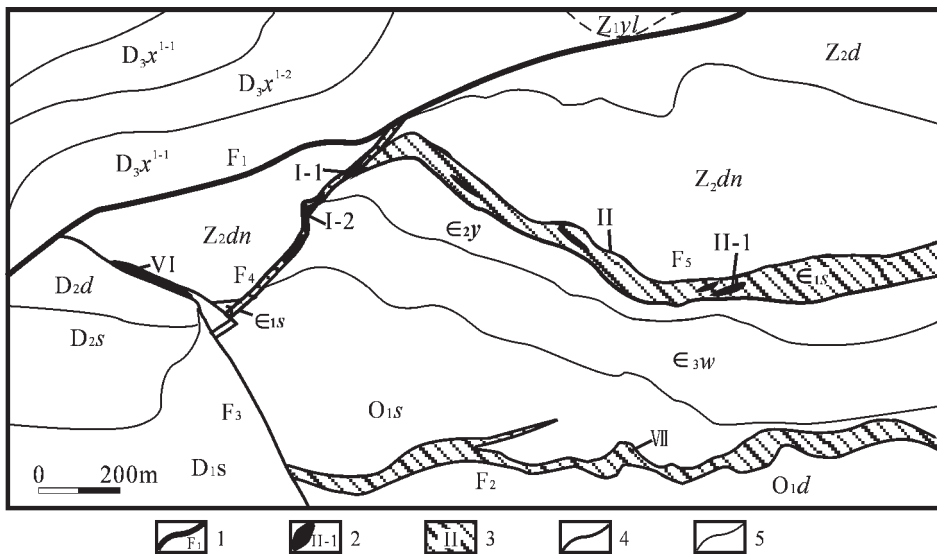 Z₁yl
D₃x¹⁻¹
Z₂d
D₃x¹⁻²
D₃x¹⁻¹
F₁
I-1
Z₂dn
I-2
∈₂y
II
II-1
Z₂dn
F₅
VI
F₄
∈₁s
D₂d
∈₁s
D₂s
∈₃w
F₃
O₁s
VII
0 200m
D₁s
F₂
O₁d
F₁ 1 II-1 2 II 3 4 5